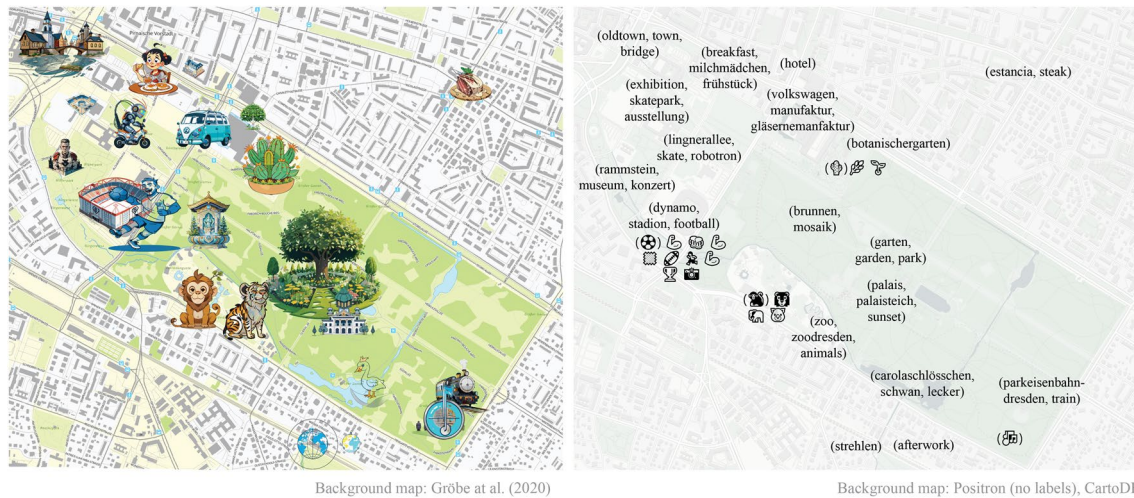 Pirnaische Vorstadt
(oldtown, town,
bridge)
(breakfast,
milchmädchen,
frühstück)
(hotel)
(estancia, steak)
(exhibition,
skatepark,
ausstellung)
(volkswagen,
manufaktur,
gläsernemanfaktur)
(lingnerallee,
skate, robotron)
(botanischergarten)
(rammstein,
museum, konzert)
(dynamo,
stadion, football)
(brunnen,
mosaik)
(garten,
garden, park)
(palais,
palaisteich,
sunset)
(zoo,
zoodresden,
animals)
(carolaschlösschen,
schwan, lecker)
(parkeisenbahn-
dresden, train)
(strehlen)
(afterwork)
Background map: Gröbe at al. (2020)
Background map: Positron (no labels), CartoDB